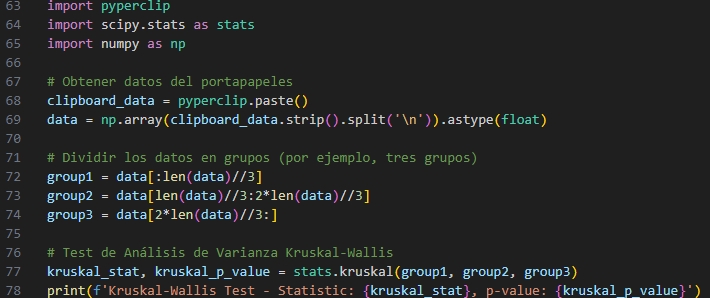 63 import pyperclip
64 import scipy.stats as stats
65 import numpy as np
66
67 # Obtener datos del portapapeles
68 clipboard_data = pyperclip.paste()
69 data = np.array(clipboard_data.strip().split('\n')).astype(float)
70
71 # Dividir los datos en grupos (por ejemplo, tres grupos)
72 group1 = data[:len(data)//3]
73 group2 = data[len(data)//3:2*len(data)//3]
74 group3 = data[2*len(data)//3:]
75
76 # Test de Análisis de Varianza Kruskal-Wallis
77 kruskal_stat, kruskal_p_value = stats.kruskal(group1, group2, group3)
78 print(f'Kruskal-Wallis Test - Statistic: {kruskal_stat}, p-value: {kruskal_p_value}')